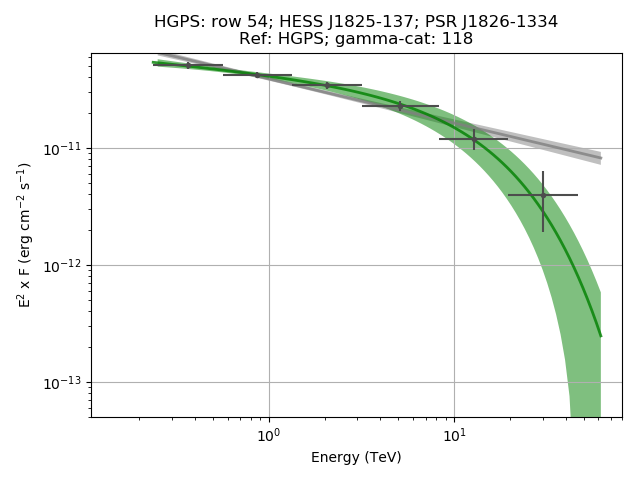 HGPS: row 54; HESS J1825-137; PSR J1826-1334
Ref: HGPS; gamma-cat: 118
E² x F (erg cm⁻² s⁻¹)
10⁻¹¹
10⁻¹²
10⁻¹³
10⁰ 10¹
Energy (TeV)